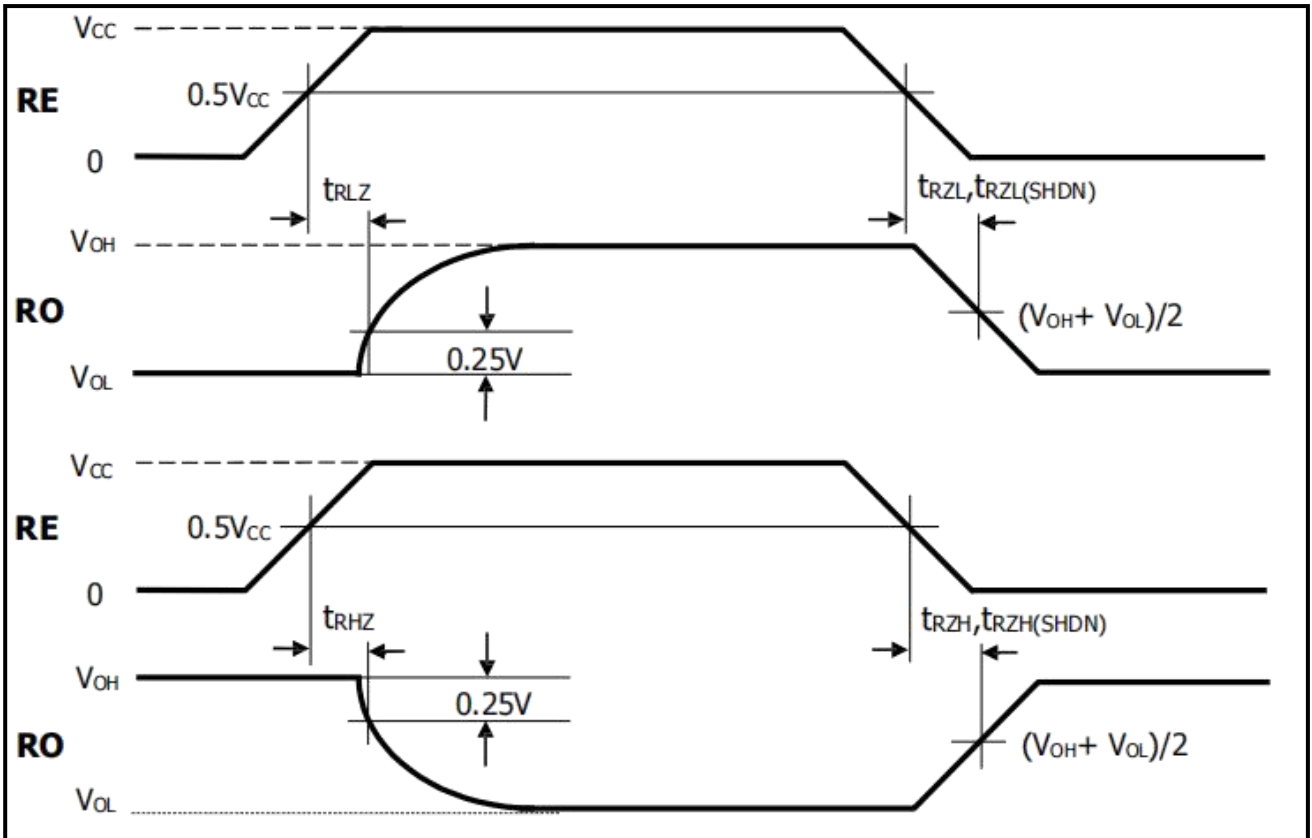 VCC
RE
0.5VCC
0
tRLZ
tRZL,tRZL(SHDN)
VOH
RO
(VOH+ VOL)/2
0.25V
VOL
VCC
RE
0.5VCC
0
tRHZ
tRZH,tRZH(SHDN)
VOH
0.25V
RO
(VOH+ VOL)/2
VOL